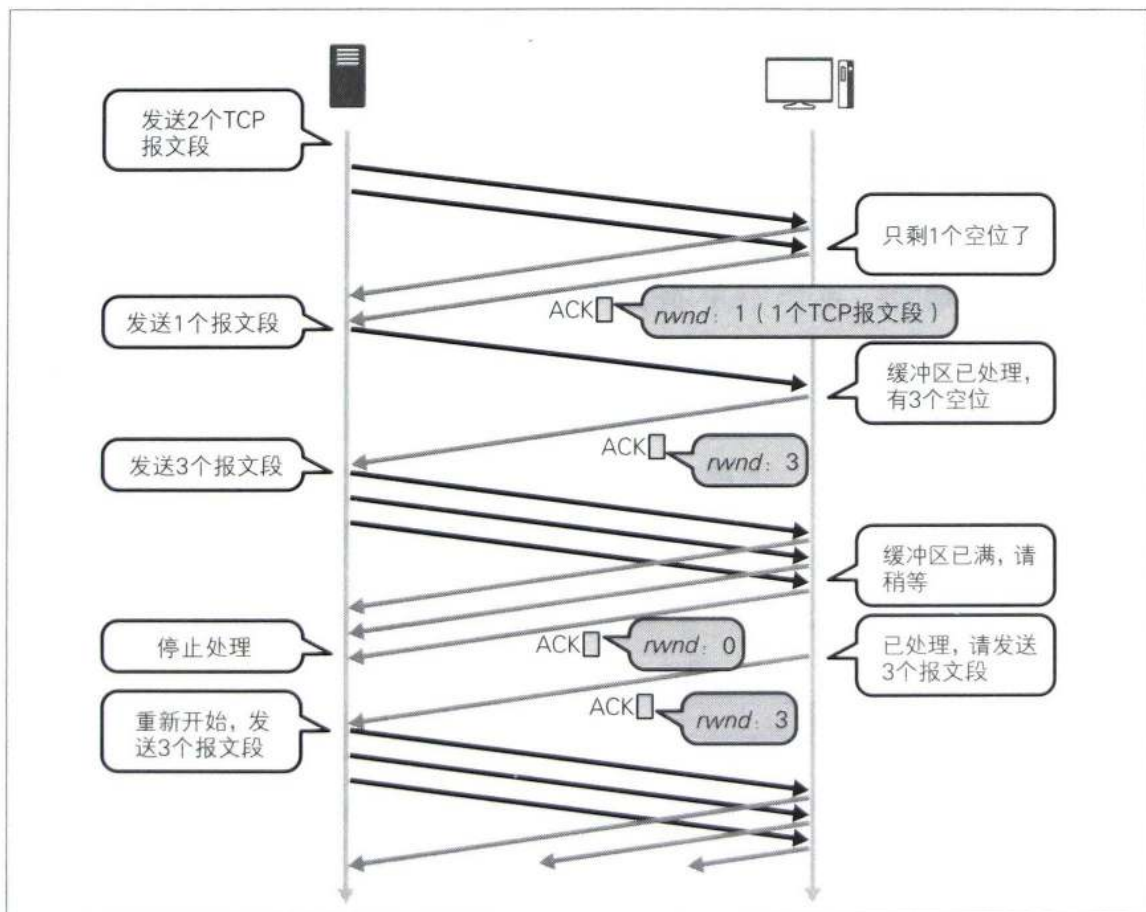 发送2个TCP
报文段
只剩1个空位了
ACK
rwnd：1（1个TCP报文段）
发送1个报文段
缓冲区已处理，
有3个空位
ACK
rwnd：3
发送3个报文段
缓冲区已满，请
稍等
停止处理
ACK
rwnd：0
已处理，请发送
3个报文段
ACK
rwnd：3
重新开始，发
送3个报文段